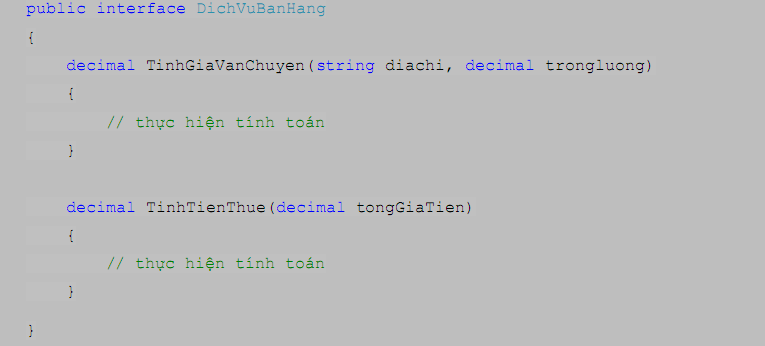 public interface DichVuBanHang
{
decimal TinhGiaVanChuyen(string diachi, decimal trongluong)
{
// thực hiện tính toán
}
decimal TinhTienThue(decimal tongGiaTien)
{
// thực hiện tính toán
}
}